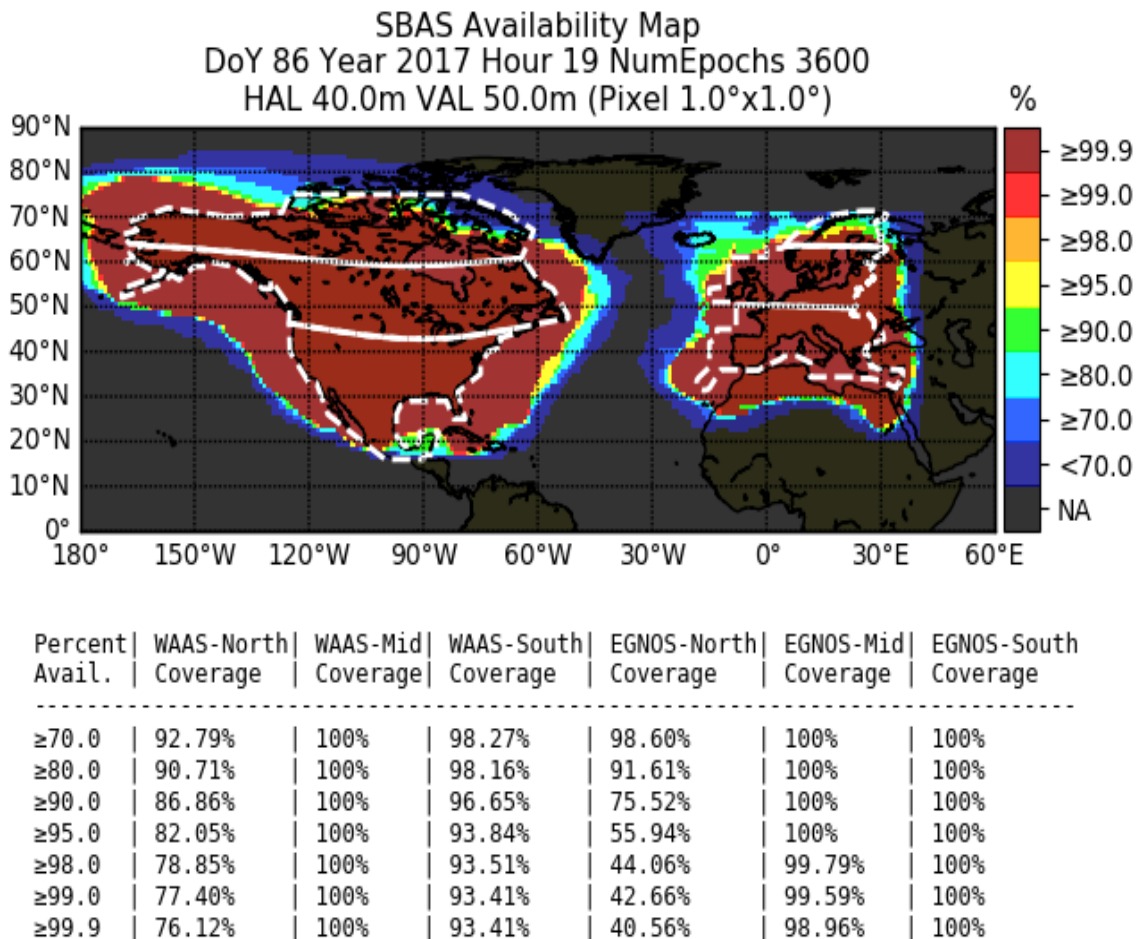 SBAS Availability Map
DoY 86 Year 2017 Hour 19 NumEpochs 3600
HAL 40.0m VAL 50.0m (Pixel 1.0°x1.0°)
%
90°N
80°N
70°N
60°N
50°N
40°N
30°N
20°N
10°N
0°
180° 150°W 120°W 90°W 60°W 30°W 0° 30°E 60°E
≥99.9
≥99.0
≥98.0
≥95.0
≥90.0
≥80.0
≥70.0
<70.0
NA
Percent| WAAS-North| WAAS-Mid| WAAS-South| EGNOS-North| EGNOS-Mid| EGNOS-South
Avail. | Coverage | Coverage| Coverage | Coverage | Coverage | Coverage
--------------------------------------------------------------------------------
≥70.0 | 92.79% | 100% | 98.27% | 98.60% | 100% | 100%
≥80.0 | 90.71% | 100% | 98.16% | 91.61% | 100% | 100%
≥90.0 | 86.86% | 100% | 96.65% | 75.52% | 100% | 100%
≥95.0 | 82.05% | 100% | 93.84% | 55.94% | 100% | 100%
≥98.0 | 78.85% | 100% | 93.51% | 44.06% | 99.79% | 100%
≥99.0 | 77.40% | 100% | 93.41% | 42.66% | 99.59% | 100%
≥99.9 | 76.12% | 100% | 93.41% | 40.56% | 98.96% | 100%